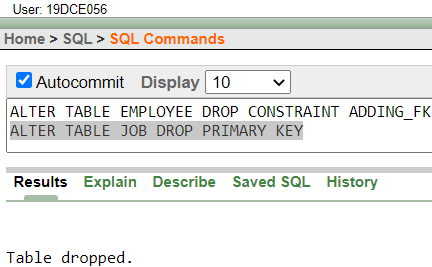 User: 19DCE056
Home > SQL > SQL Commands
Autocommit Display 10
ALTER TABLE EMPLOYEE DROP CONSTRAINT ADDING_FK
ALTER TABLE JOB DROP PRIMARY KEY
Results Explain Describe Saved SQL History
Table dropped.